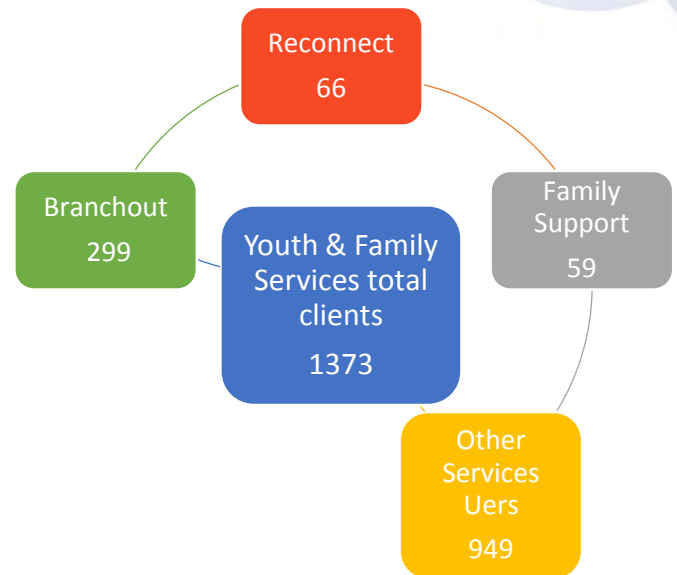 Reconnect
66
Branchout
299
Family
Support
59
Youth & Family
Services total
clients
1373
Other
Services
Uers
949